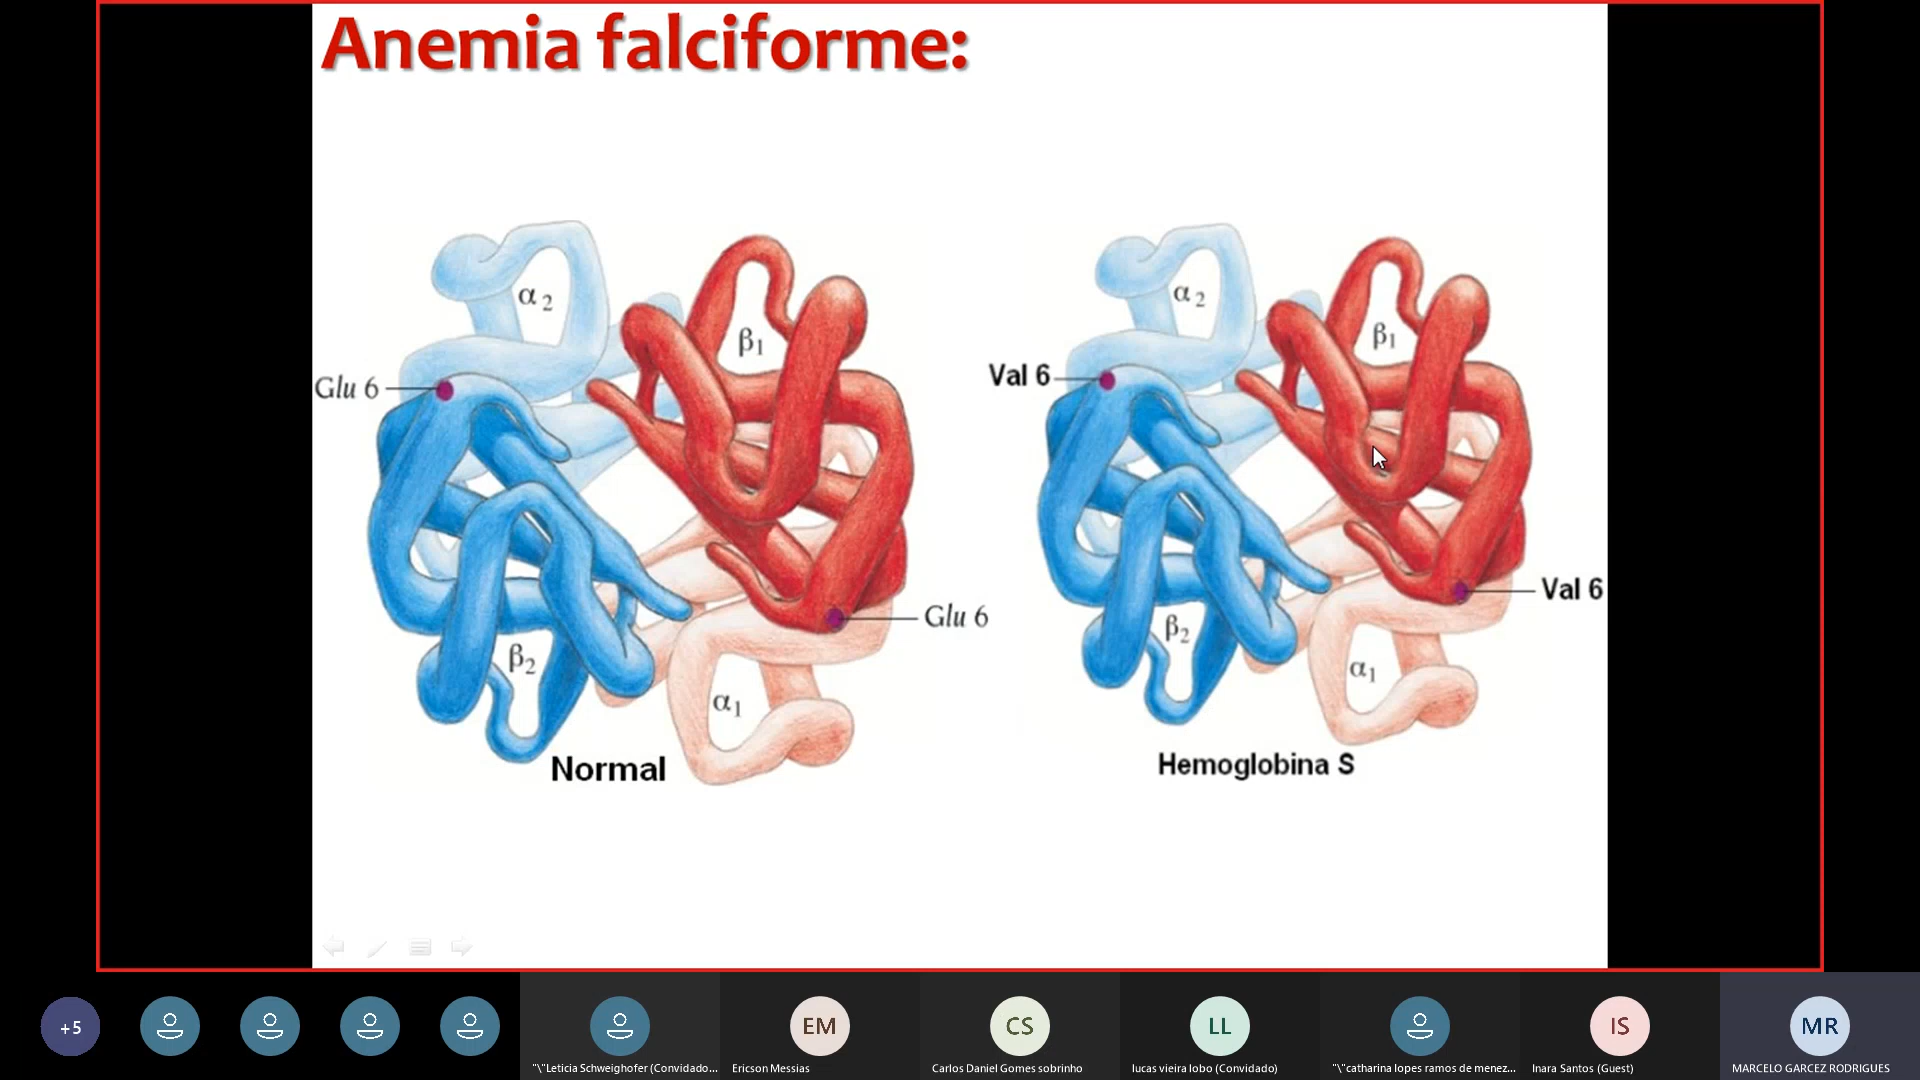 Anemia falciforme:
α 2
β1
Glu 6
Glu 6
β2
α1
Normal
α 2
β1
Val 6
Val 6
β2
α1
Hemoglobina S
+5
EM
CS
LL
IS
MR
"\"Leticia Schweighofer (Convidado...
Ericson Messias
Carlos Daniel Gomes sobrinho
lucas vieira lobo (Convidado)
"\"catharina lopes ramos de menez...
Inara Santos (Guest)
MARCELO GARCEZ RODRIGUES